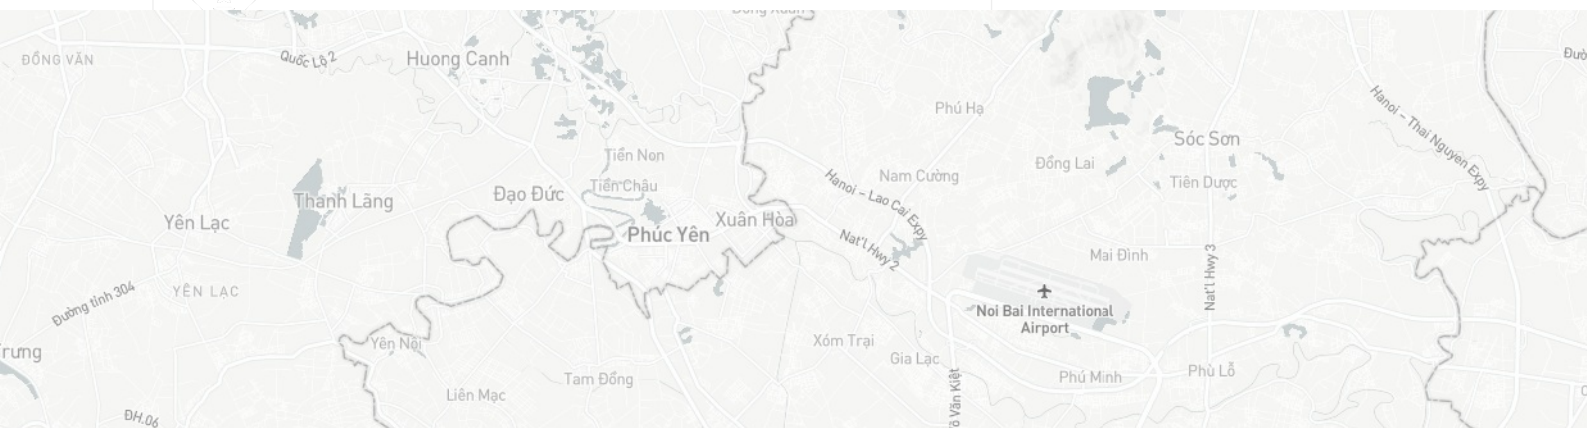 Đông Xuân
ĐỒNG VĂN
Quốc Lộ 2
Huong Canh
Hanoi – Thai Nguyen Expy
Phú Hạ
Sóc Sơn
Tiền Non
Đồng Lai
Nam Cường
Tiền Châu
Tiên Dược
Hanoi – Lao Cai Expy
Thanh Lãng
Đạo Đức
Yên Lạc
Xuân Hòa
Phúc Yên
Nat'l Hwy 2
Mai Đình
Nat'l Hwy 3
YÊN LẠC
Đường tỉnh 304
Noi Bai International
Airport
Yên Nội
Xóm Trại
Gia Lạc
Phù Lỗ
Phú Minh
Tam Đồng
Liên Mạc
Văn Kiệt
ĐH.06